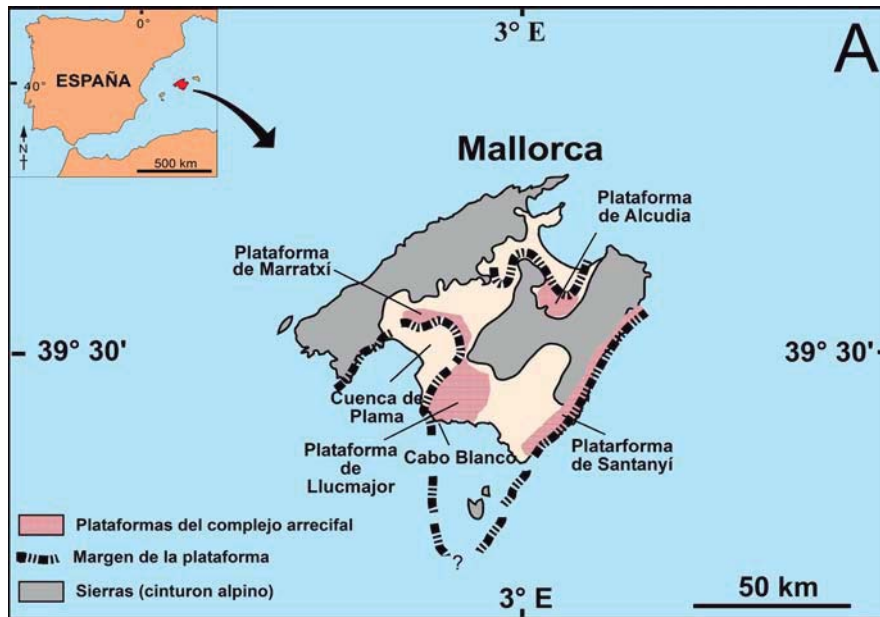 0°
ESPAÑA
40°
N
500 km
3° E
A
Mallorca
Plataforma
de Alcudia
Plataforma
de Marratxí
39° 30'
39° 30'
Cuenca de
Plama
Plataforma
de
Llucmajor
Cabo Blanco
Platarforma
de Santanyí
Plataformas del complejo arrecifal
Margen de la plataforma
Sierras (cinturon alpino)
?
3° E
50 km